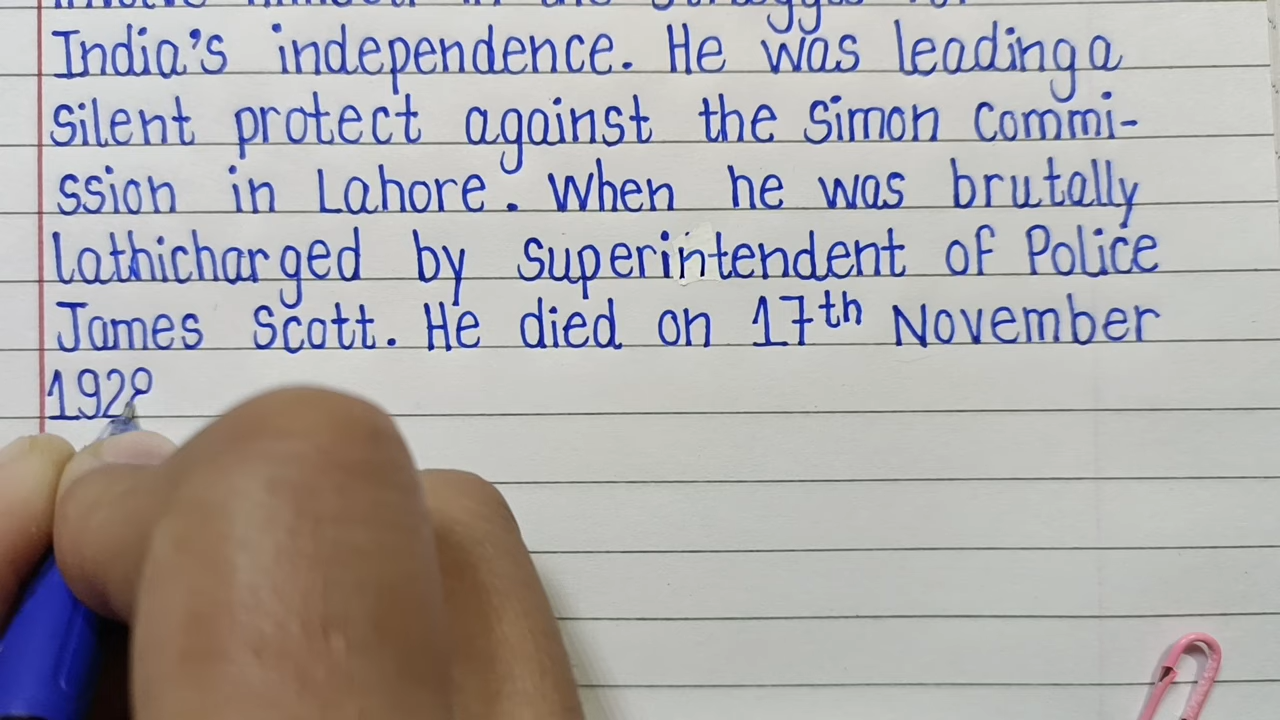 India's independence. He was leading a
silent protect against the Simon Commi-
ssion in Lahore. When he was brutally
Lathicharged by Superintendent of Police
James Scott. He died on 17th November
1928